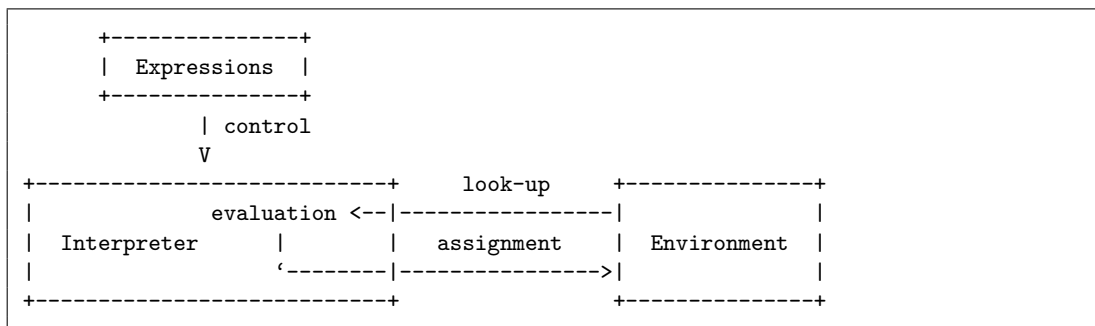 Expressions
control
V
look-up
evaluation <--
Interpreter assignment Environment